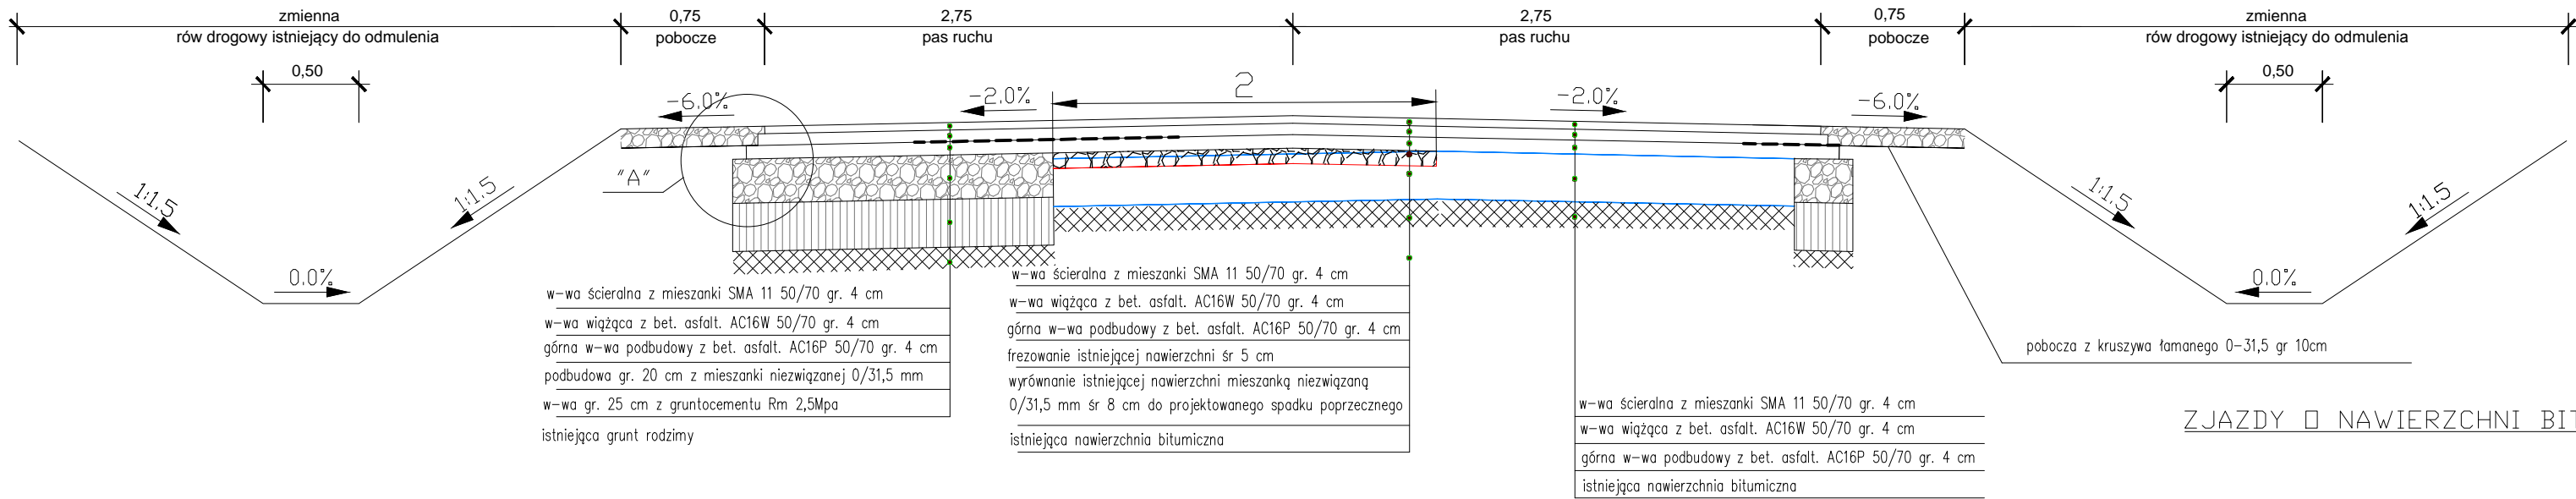 zmienna
rów drogowy istniejący do odmulenia
0,75
pobocze
2,75
pas ruchu
2,75
pas ruchu
0,75
pobocze
zmienna
rów drogowy istniejący do odmulenia
0,50
0,50
-6.0%
-2.0%
2
-2.0%
-6.0%
"A"
1:1.5
1:1.5
1:1.5
1:1.5
0.0%
0.0%
w-wa ścieralna z mieszanki SMA 11 50/70 gr. 4 cm
w-wa wiążąca z bet. asfalt. AC16W 50/70 gr. 4 cm
górna w-wa podbudowy z bet. asfalt. AC16P 50/70 gr. 4 cm
podbudowa gr. 20 cm z mieszanki niezwiązanej 0/31,5 mm
w-wa gr. 25 cm z gruntocementu Rm 2,5Mpa
istniejąca grunt rodzimy
w-wa ścieralna z mieszanki SMA 11 50/70 gr. 4 cm
w-wa wiążąca z bet. asfalt. AC16W 50/70 gr. 4 cm
górna w-wa podbudowy z bet. asfalt. AC16P 50/70 gr. 4 cm
frezowanie istniejącej nawierzchni śr 5 cm
wyrównanie istniejącej nawierzchni mieszanką niezwiązaną
0/31,5 mm śr 8 cm do projektowanego spadku poprzecznego
istniejąca nawierzchnia bitumiczna
w-wa ścieralna z mieszanki SMA 11 50/70 gr. 4 cm
w-wa wiążąca z bet. asfalt. AC16W 50/70 gr. 4 cm
górna w-wa podbudowy z bet. asfalt. AC16P 50/70 gr. 4 cm
istniejąca nawierzchnia bitumiczna
pobocza z kruszywa łamanego 0-31,5 gr 10cm
ZJAZDY O NAWIERZCHNI